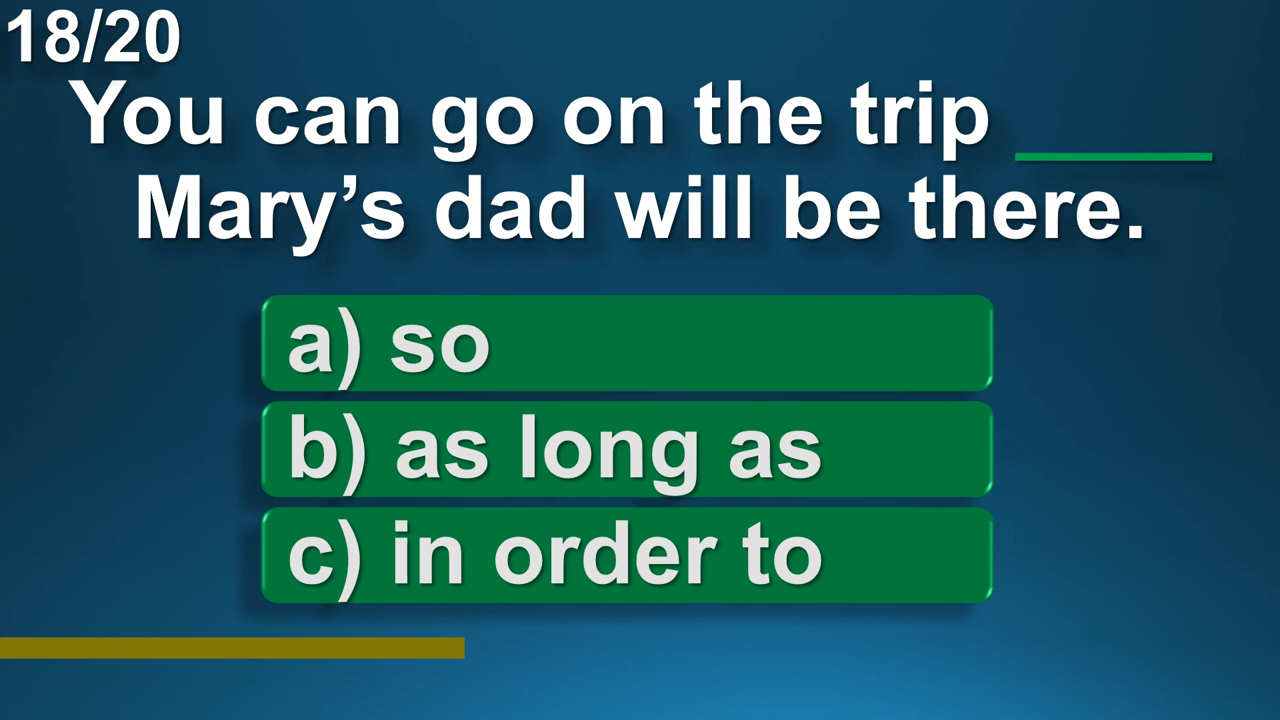 18/20
You can go on the trip _____
Mary’s dad will be there.
a) so
b) as long as
c) in order to